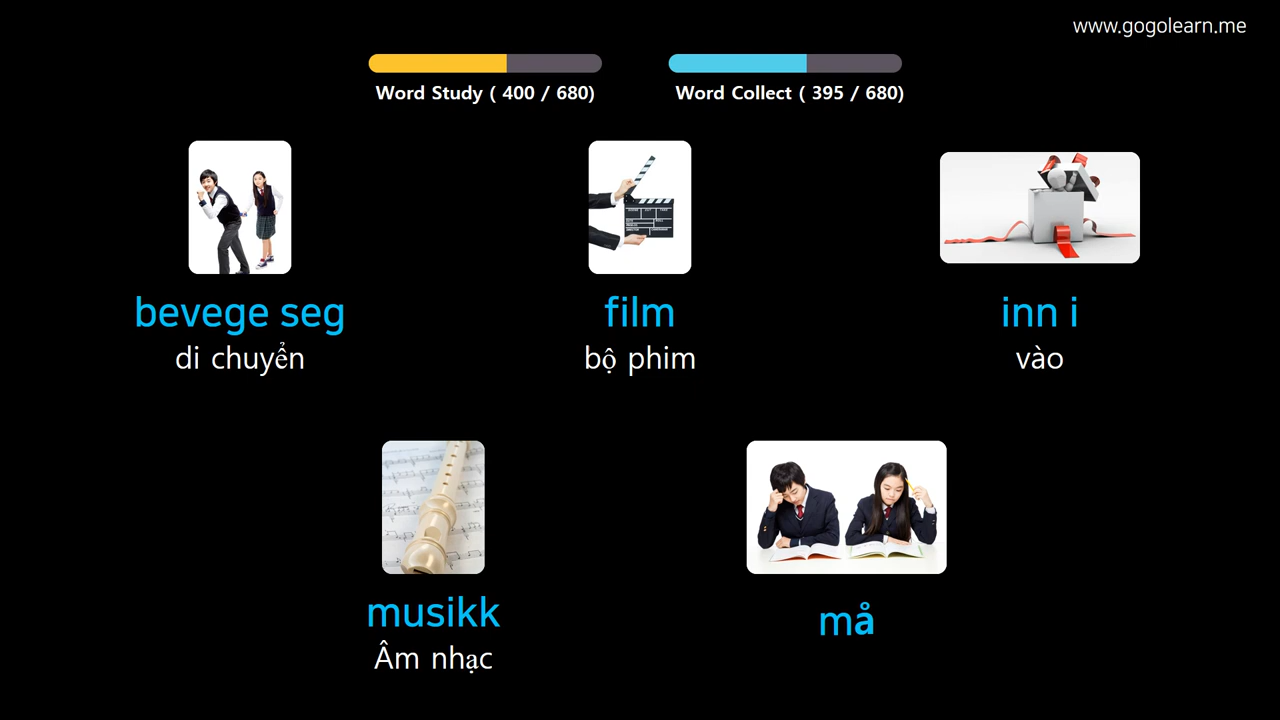 www.gogolearn.me
Word Study ( 400 / 680)
Word Collect ( 395 / 680)
bevege seg
di chuyển
film
bộ phim
inn i
vào
musikk
Âm nhạc
må